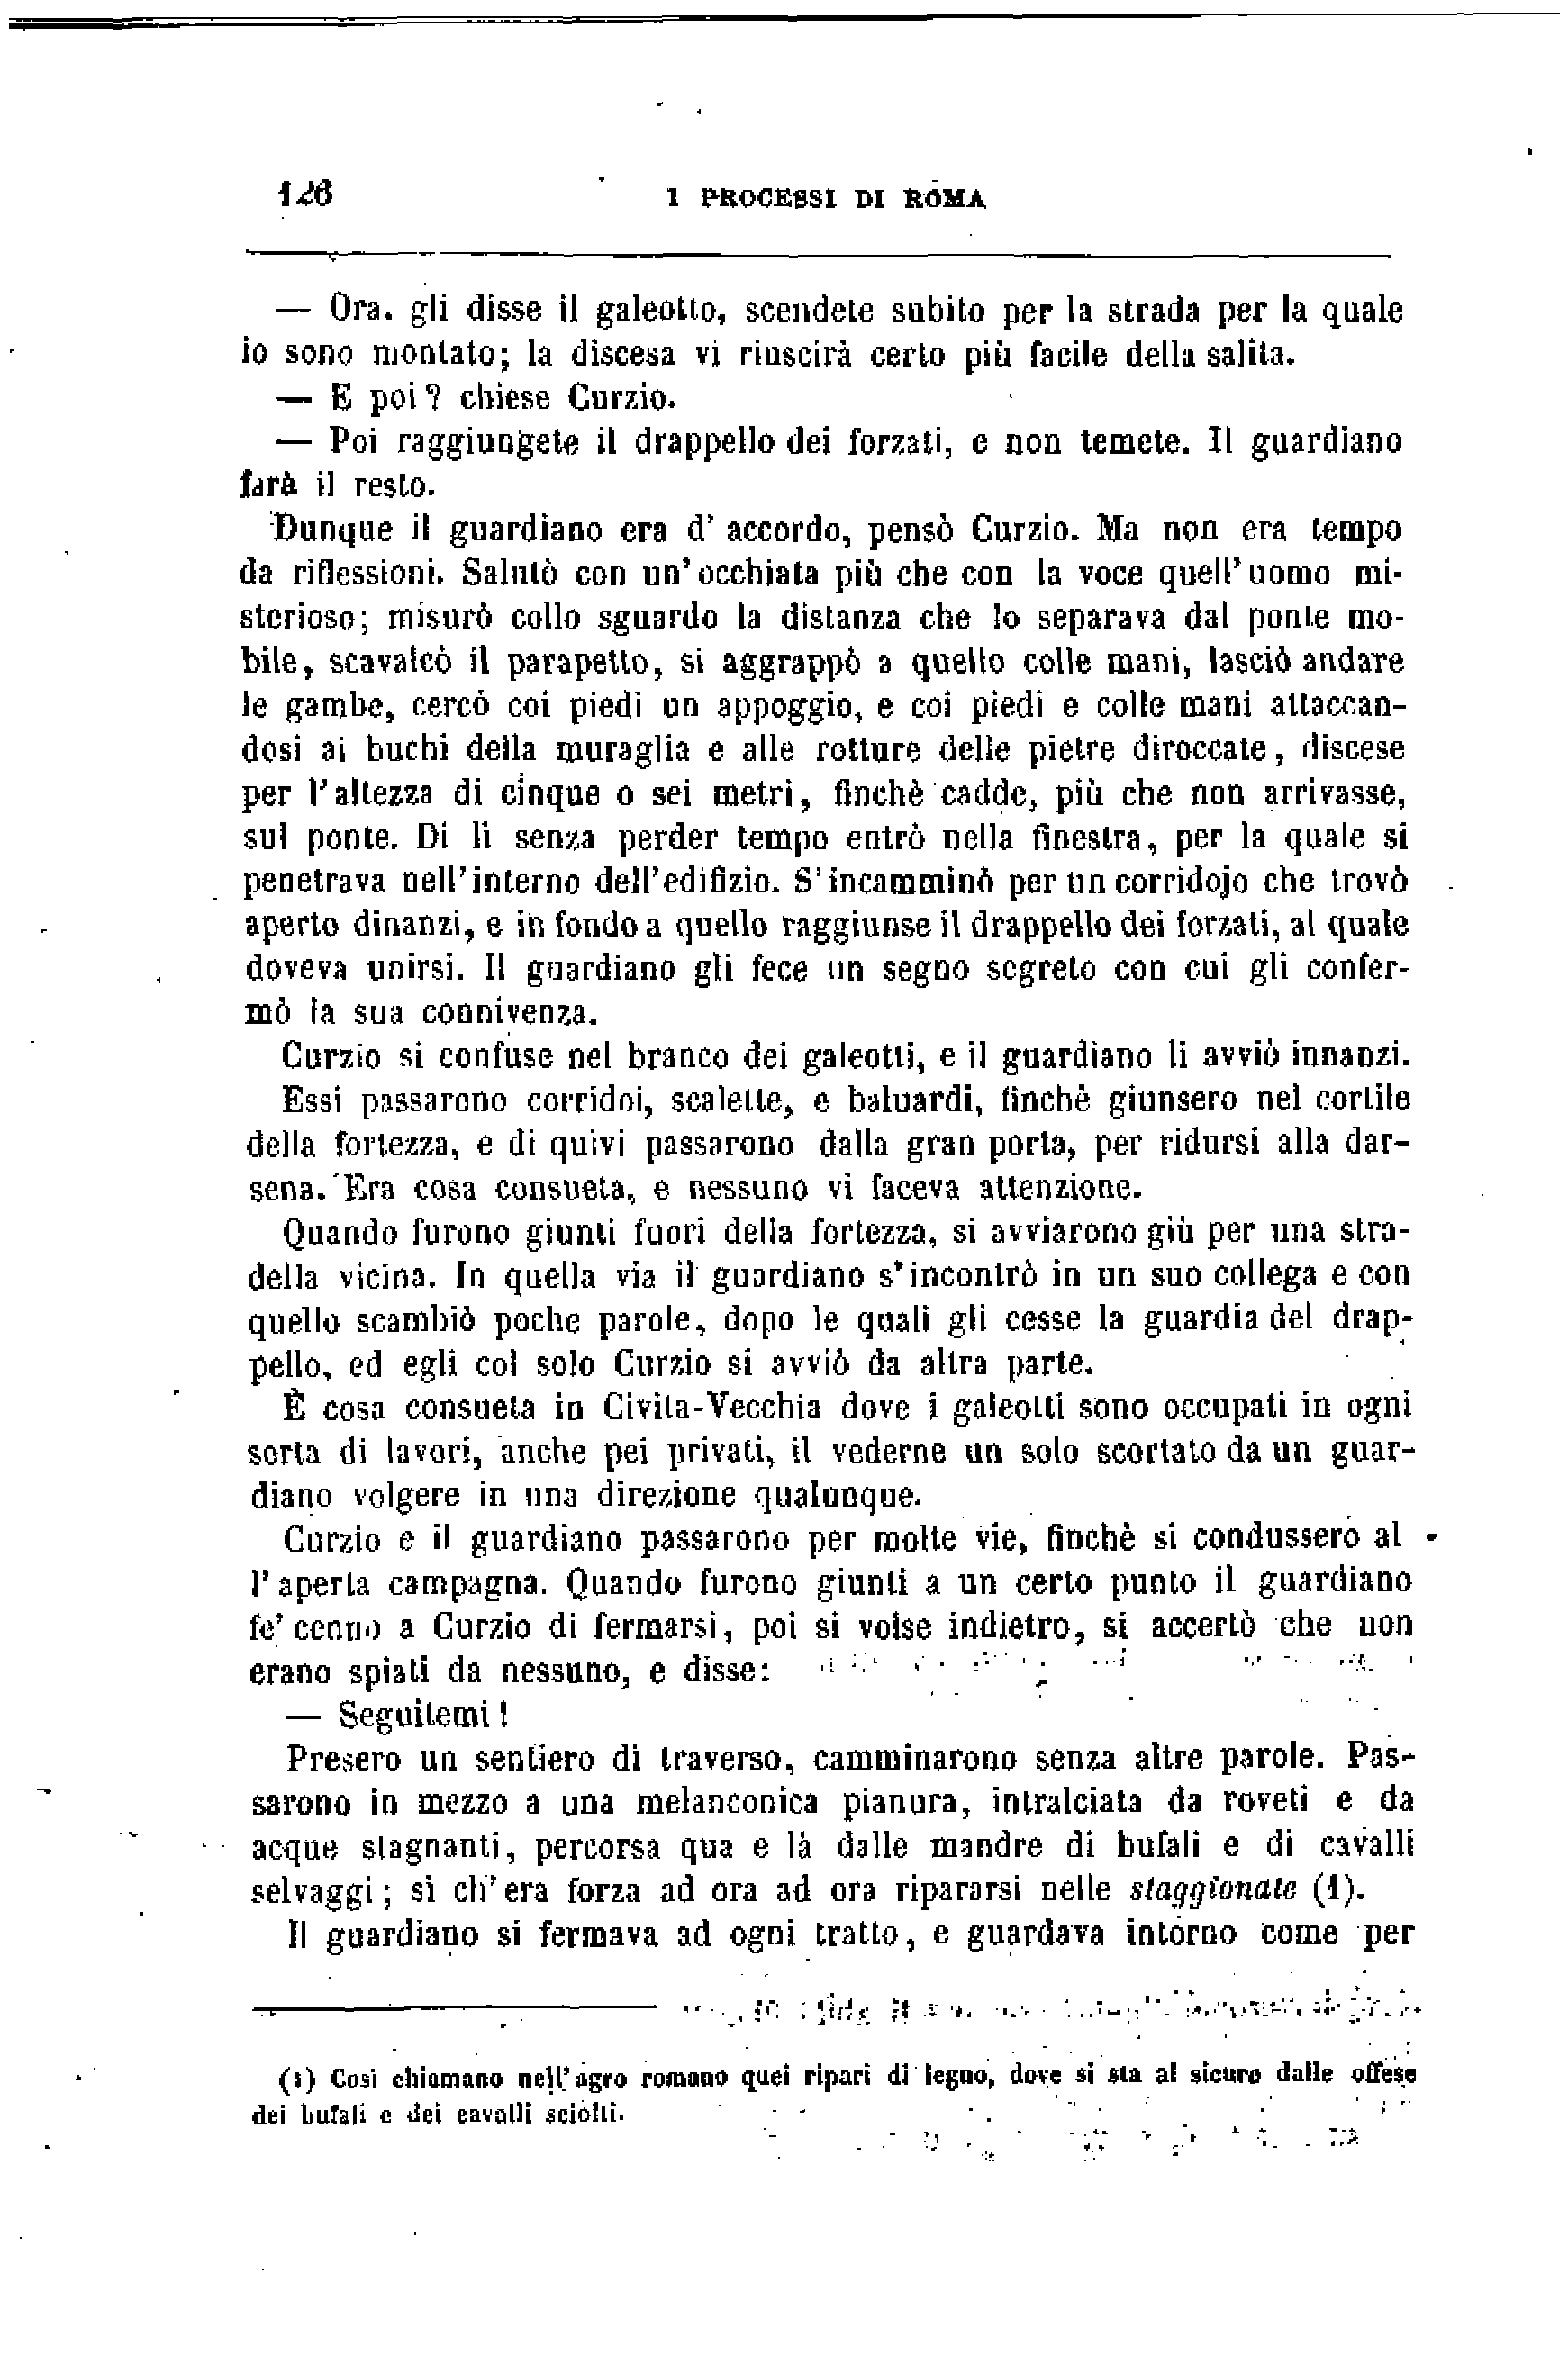 126
I PROCESSI DI ROMA
— Ora. gli disse il galeotto, scendete subito per la strada per la quale
io sono montato; la discesa vi riuscirà certo più facile della salita.
— E poi? chiese Curzio.
— Poi raggiungete il drappello dei forzati, e non temete. Il guardiano
farà il resto.
Dunque il guardiano era d' accordo, pensò Curzio. Ma non era tempo
da riflessioni. Salutò con un' occhiata più che con la voce quell' uomo mi-
sterioso; misurò collo sguardo la distanza che lo separava dal ponte mo-
bile, scavalcò il parapetto, si aggrappò a quello colle mani, lasciò andare
le gambe, cercò coi piedi un appoggio, e coi piedi e colle mani attaccan-
dosi ai buchi della muraglia e alle rotture delle pietre diroccate, discese
per l' altezza di cinque o sei metri, finchè cadde, più che non arrivasse,
sul ponte. Di lì senza perder tempo entrò nella finestra, per la quale si
penetrava nell' interno dell' edifizio. S' incamminò per un corridojo che trovò
aperto dinanzi, e in fondo a quello raggiunse il drappello dei forzati, al quale
doveva unirsi. Il guardiano gli fece un segno segreto con cui gli confer-
mò la sua connivenza.
Curzio si confuse nel branco dei galeotti, e il guardiano li avviò innanzi.
Essi passarono corridoi, scalette, e baluardi, finchè giunsero nel cortile
della fortezza, e di quivi passarono dalla gran porta, per ridursi alla dar-
sena. Era cosa consueta, e nessuno vi faceva attenzione.
Quando furono giunti fuori della fortezza, si avviarono giù per una stra-
della vicina. In quella via il guardiano s' incontrò in un suo collega e con
quello scambiò poche parole, dopo le quali gli cesse la guardia del drap-
pello, ed egli col solo Curzio si avviò da altra parte.
È cosa consueta in Civita-Vecchia dove i galeotti sono occupati in ogni
sorta di lavori, anche pei privati, il vederne un solo scortato da un guar-
diano volgere in una direzione qualunque.
Curzio e il guardiano passarono per molte vie, finchè si condussero al -
l' aperta campagna. Quando furono giunti a un certo punto il guardiano
fe' cenno a Curzio di fermarsi, poi si volse indietro, si accertò che non
erano spiati da nessuno, e disse:
— Seguitemi!
Presero un sentiero di traverso, camminarono senza altre parole. Pas-
sarono in mezzo a una melanconica pianura, intralciata da roveti e da
acque stagnanti, percorsa qua e là dalle mandre di bufali e di cavalli
selvaggi; sì ch' era forza ad ora ad ora ripararsi nelle staggionate (1).
Il guardiano si fermava ad ogni tratto, e guardava intorno come per
(1) Così chiamano nell' agro romano quei ripari di legno, dove si sta al sicuro dalle offese
dei bufali e dei cavalli sciolti.